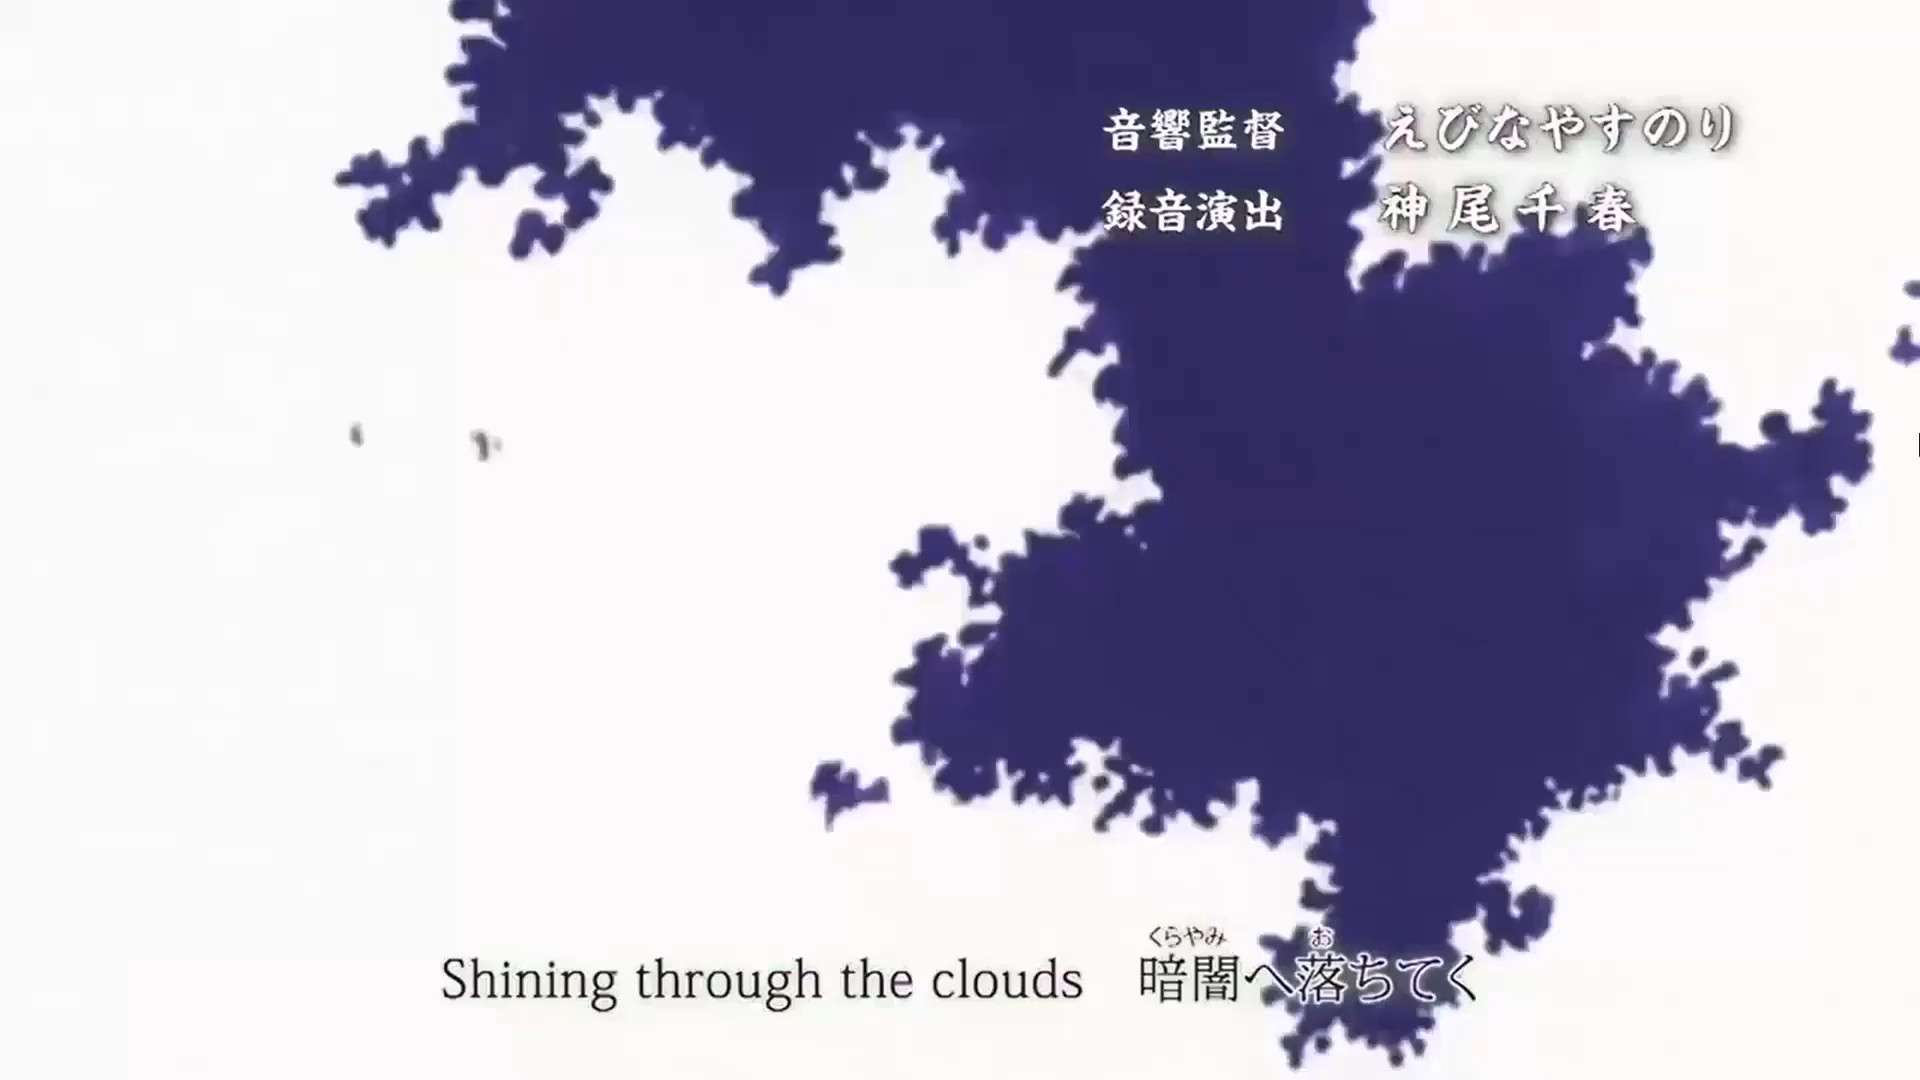 音響監督 えびなやすのり
録音演出 神尾千春
くらやみ お
Shining through the clouds 暗闇へ落ちてく